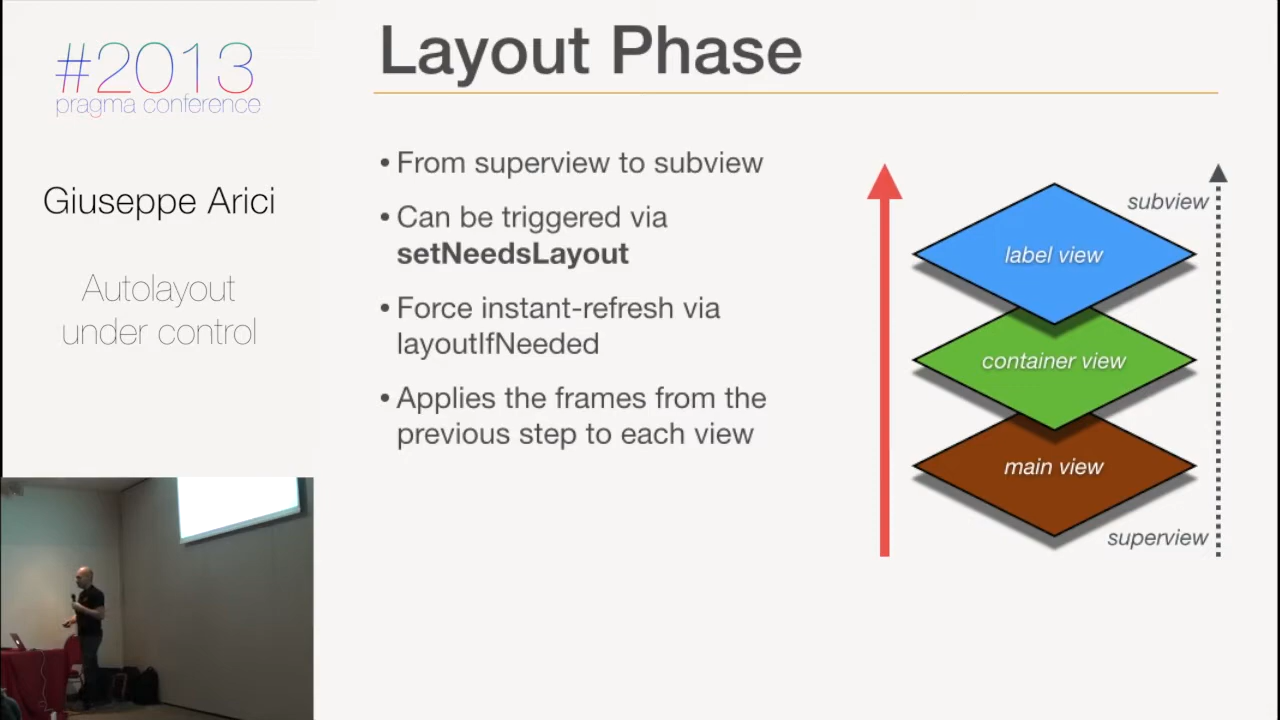 #2013
pragma conference
Giuseppe Arici
Autolayout
under control
Layout Phase
• From superview to subview
• Can be triggered via
setNeedsLayout
• Force instant-refresh via
layoutIfNeeded
• Applies the frames from the
previous step to each view
subview
label view
container view
main view
superview